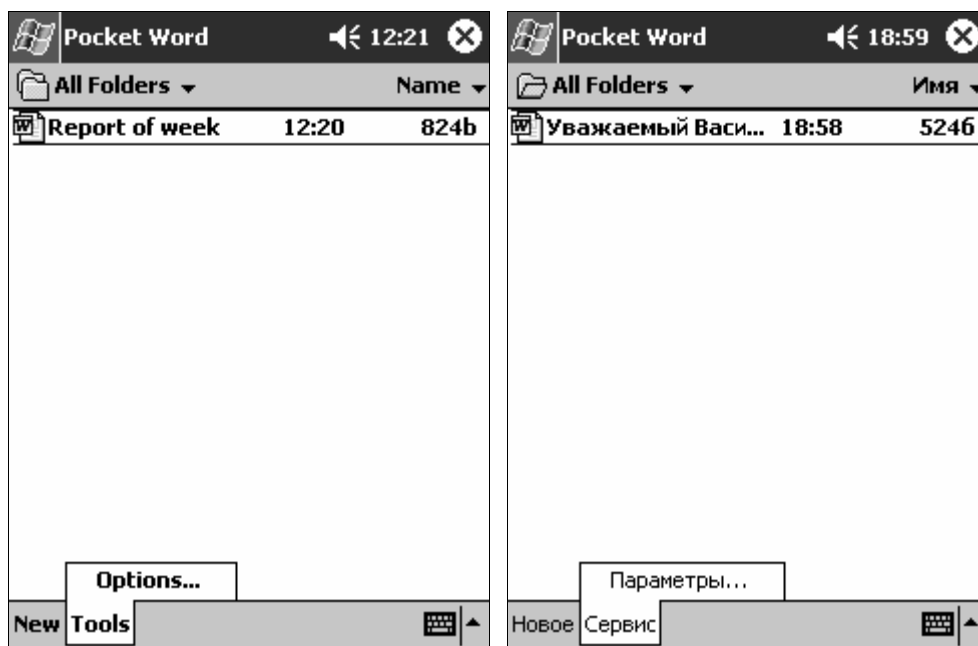 Pocket Word 12:21
All Folders Name
Report of week 12:20 824b
Options...
New Tools
Pocket Word 18:59
All Folders Имя
Уважаемый Васи... 18:58 524б
Параметры...
Новое Сервис